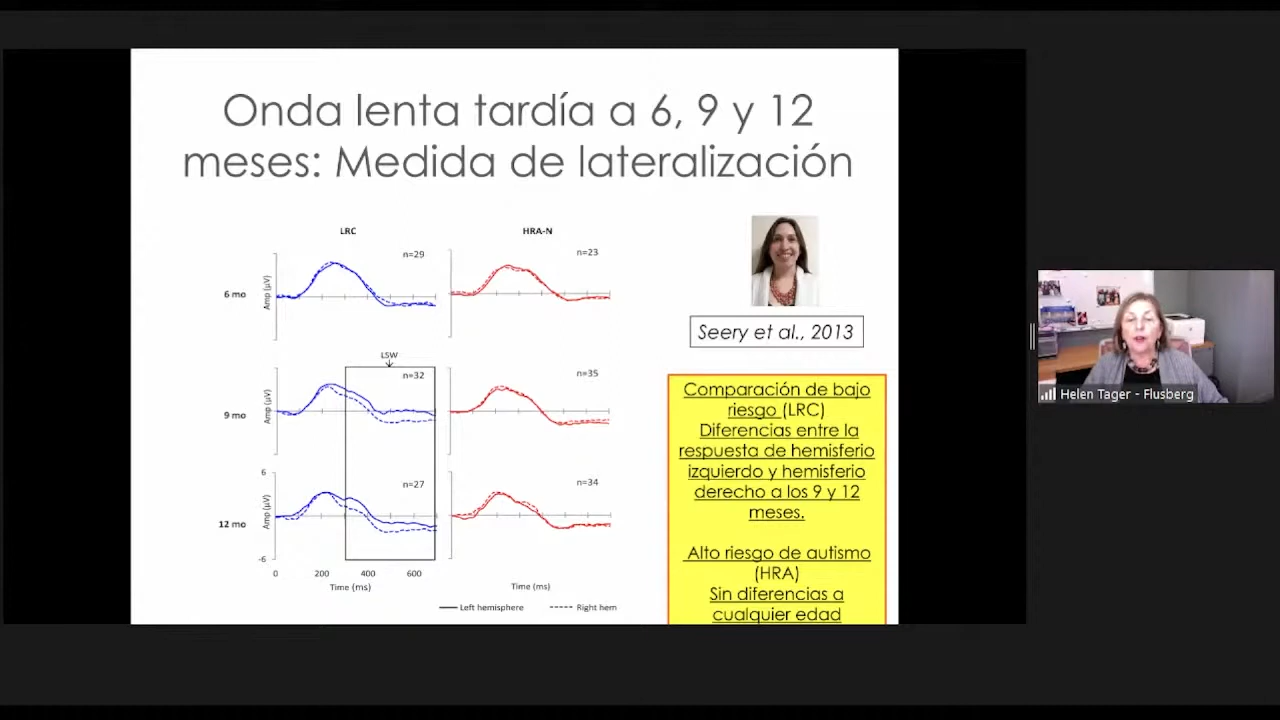 Onda lenta tardía a 6, 9 y 12
meses: Medida de lateralización
LRC
HRA-N
n=29
n=23
6 mo
Amp (µV)
LSW
n=32
n=35
9 mo
Amp (µV)
6
n=27
n=34
12 mo
Amp (µV)
-6
0 200 400 600
Time (ms)
Time (ms)
Left hemisphere
Right hem
Seery et al., 2013
Comparación de bajo
riesgo (LRC)
Diferencias entre la
respuesta de hemisferio
izquierdo y hemisferio
derecho a los 9 y 12
meses.
Alto riesgo de autismo
(HRA)
Sin diferencias a
cualquier edad
Helen Tager - Flusberg